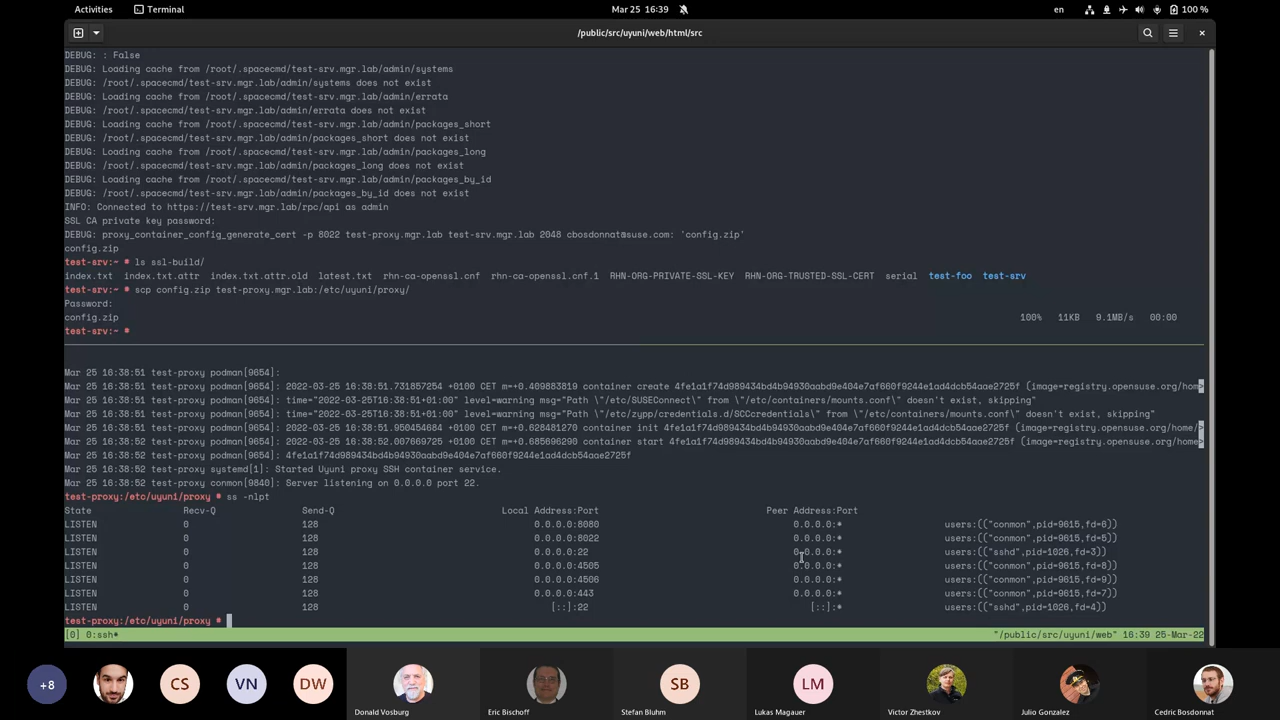 Activities Terminal Mar 25 16:39 en 100 %
/public/src/uyuni/web/html/src
DEBUG: : False
DEBUG: Loading cache from /root/.spacecmd/test-srv.mgr.lab/admin/systems
DEBUG: /root/.spacecmd/test-srv.mgr.lab/admin/systems does not exist
DEBUG: Loading cache from /root/.spacecmd/test-srv.mgr.lab/admin/errata
DEBUG: /root/.spacecmd/test-srv.mgr.lab/admin/errata does not exist
DEBUG: Loading cache from /root/.spacecmd/test-srv.mgr.lab/admin/packages_short
DEBUG: /root/.spacecmd/test-srv.mgr.lab/admin/packages_short does not exist
DEBUG: Loading cache from /root/.spacecmd/test-srv.mgr.lab/admin/packages_long
DEBUG: /root/.spacecmd/test-srv.mgr.lab/admin/packages_long does not exist
DEBUG: Loading cache from /root/.spacecmd/test-srv.mgr.lab/admin/packages_by_id
DEBUG: /root/.spacecmd/test-srv.mgr.lab/admin/packages_by_id does not exist
INFO: Connected to https://test-srv.mgr.lab/rpc/api as admin
SSL CA private key password:
DEBUG: proxy_container_config_generate_cert -p 8022 test-proxy.mgr.lab test-srv.mgr.lab 2048 cbosdonnat@suse.com: 'config.zip'
config.zip
test-srv:~ # ls ssl-build/
index.txt index.txt.attr index.txt.attr.old latest.txt rhn-ca-openssl.cnf rhn-ca-openssl.cnf.1 RHN-ORG-PRIVATE-SSL-KEY RHN-ORG-TRUSTED-SSL-CERT serial test-foo test-srv
test-srv:~ # scp config.zip test-proxy.mgr.lab:/etc/uyuni/proxy/
Password:
config.zip 100% 11KB 9.1MB/s 00:00
test-srv:~ #
Mar 25 16:38:51 test-proxy podman[9654]:
Mar 25 16:38:51 test-proxy podman[9654]: 2022-03-25 16:38:51.731857254 +0100 CET m=+0.409883819 container create 4fe1a1f74d989434bd4b94930aabd9e404e7af660f9244e1ad4dcb54aae2725f (image=registry.opensuse.org/hom>
Mar 25 16:38:51 test-proxy podman[9654]: time="2022-03-25T16:38:51+01:00" level=warning msg="Path \"/etc/SUSEConnect\" from \"/etc/containers/mounts.conf\" doesn't exist, skipping"
Mar 25 16:38:51 test-proxy podman[9654]: time="2022-03-25T16:38:51+01:00" level=warning msg="Path \"/etc/zypp/credentials.d/SCCcredentials\" from \"/etc/containers/mounts.conf\" doesn't exist, skipping"
Mar 25 16:38:51 test-proxy podman[9654]: 2022-03-25 16:38:51.950454684 +0100 CET m=+0.628481270 container init 4fe1a1f74d989434bd4b94930aabd9e404e7af660f9244e1ad4dcb54aae2725f (image=registry.opensuse.org/home/>
Mar 25 16:38:52 test-proxy podman[9654]: 2022-03-25 16:38:52.007669725 +0100 CET m=+0.685696290 container start 4fe1a1f74d989434bd4b94930aabd9e404e7af660f9244e1ad4dcb54aae2725f (image=registry.opensuse.org/home>
Mar 25 16:38:52 test-proxy podman[9654]: 4fe1a1f74d989434bd4b94930aabd9e404e7af660f9244e1ad4dcb54aae2725f
Mar 25 16:38:52 test-proxy systemd[1]: Started Uyuni proxy SSH container service.
Mar 25 16:38:52 test-proxy conmon[9840]: Server listening on 0.0.0.0 port 22.
test-proxy:/etc/uyuni/proxy # ss -nlpt
State Recv-Q Send-Q Local Address:Port Peer Address:Port
LISTEN 0 128 0.0.0.0:8080 0.0.0.0:* users:(("conmon",pid=9615,fd=6))
LISTEN 0 128 0.0.0.0:8022 0.0.0.0:* users:(("conmon",pid=9615,fd=5))
LISTEN 0 128 0.0.0.0:22 0.0.0.0:* users:(("sshd",pid=1026,fd=3))
LISTEN 0 128 0.0.0.0:4505 0.0.0.0:* users:(("conmon",pid=9615,fd=8))
LISTEN 0 128 0.0.0.0:4506 0.0.0.0:* users:(("conmon",pid=9615,fd=9))
LISTEN 0 128 0.0.0.0:443 0.0.0.0:* users:(("conmon",pid=9615,fd=7))
LISTEN 0 128 [::]:22 [::]:* users:(("sshd",pid=1026,fd=4))
test-proxy:/etc/uyuni/proxy #
[0] 0:ssh* "/public/src/uyuni/web" 16:39 25-Mar-22
+8 CS VN DW SB LM
Donald Vosburg Eric Bischoff Stefan Bluhm Lukas Magauer Victor Zhestkov Julio Gonzalez Cedric Bosdonnat